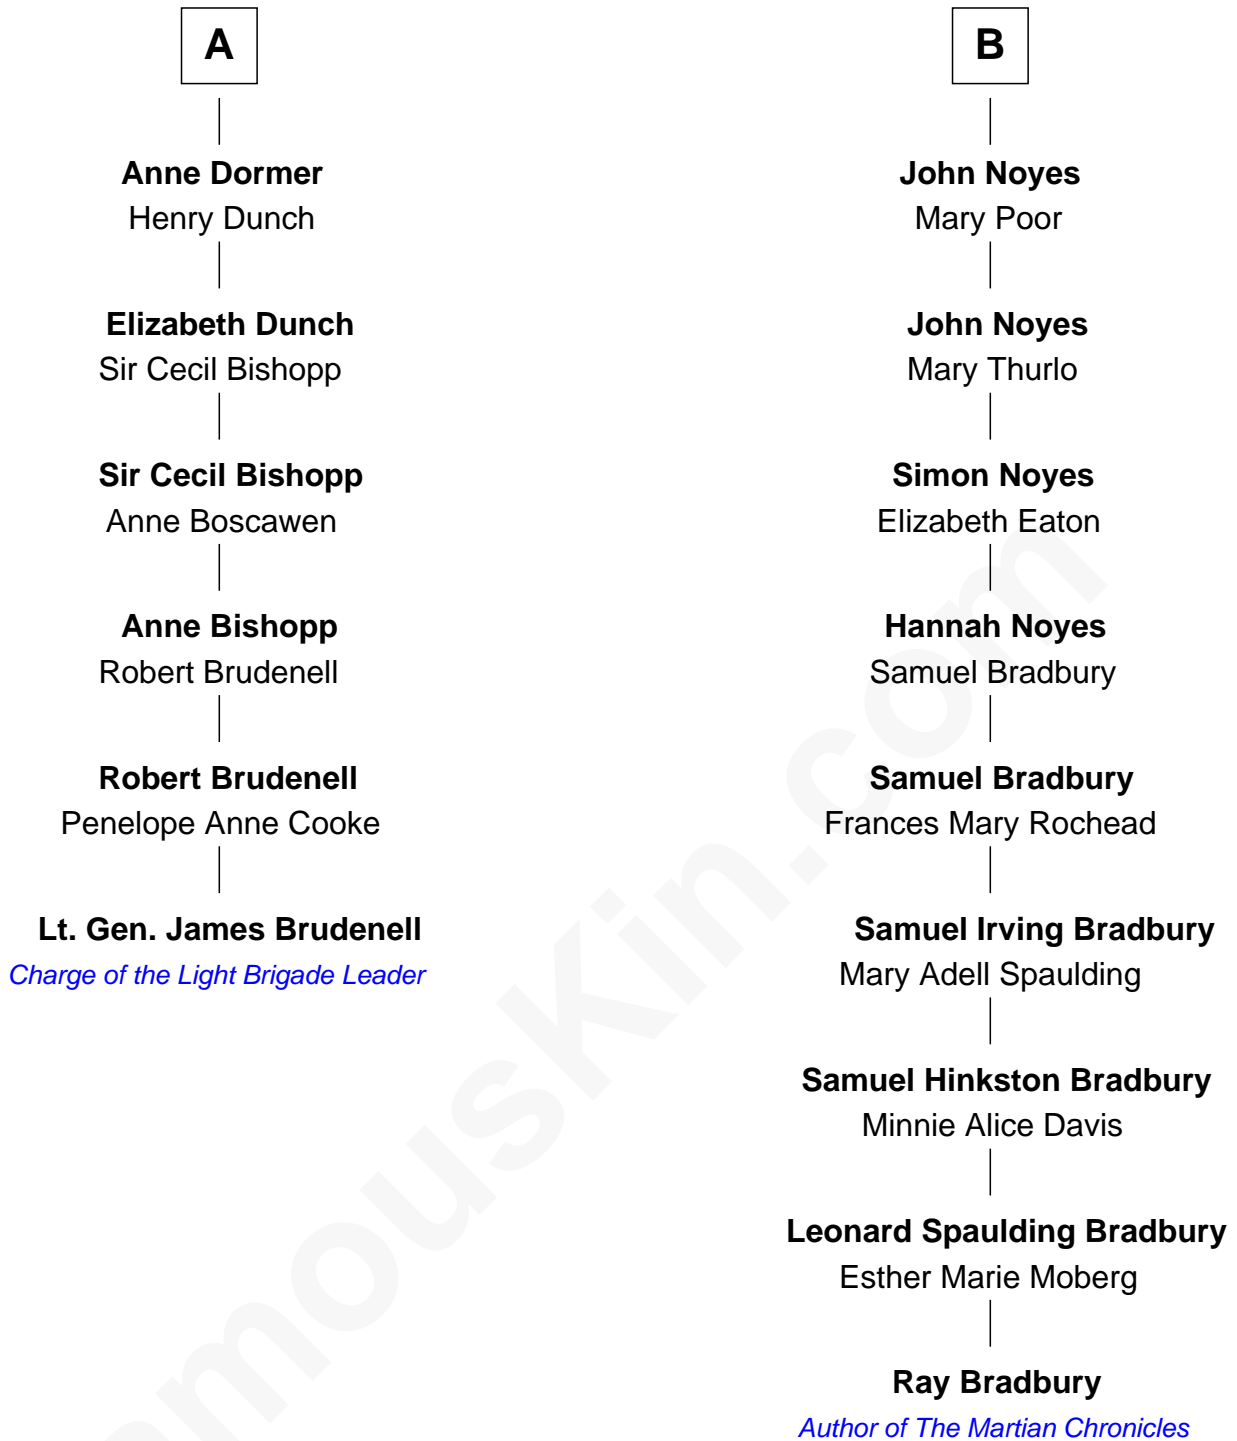 A
Anne Dormer
Henry Dunch
Elizabeth Dunch
Sir Cecil Bishopp
Sir Cecil Bishopp
Anne Boscawen
Anne Bishopp
Robert Brudenell
Robert Brudenell
Penelope Anne Cooke
Lt. Gen. James Brudenell
Charge of the Light Brigade Leader
B
John Noyes
Mary Poor
John Noyes
Mary Thurlo
Simon Noyes
Elizabeth Eaton
Hannah Noyes
Samuel Bradbury
Samuel Bradbury
Frances Mary Rochead
Samuel Irving Bradbury
Mary Adell Spaulding
Samuel Hinkston Bradbury
Minnie Alice Davis
Leonard Spaulding Bradbury
Esther Marie Moberg
Ray Bradbury
Author of The Martian Chronicles
mousKin.com